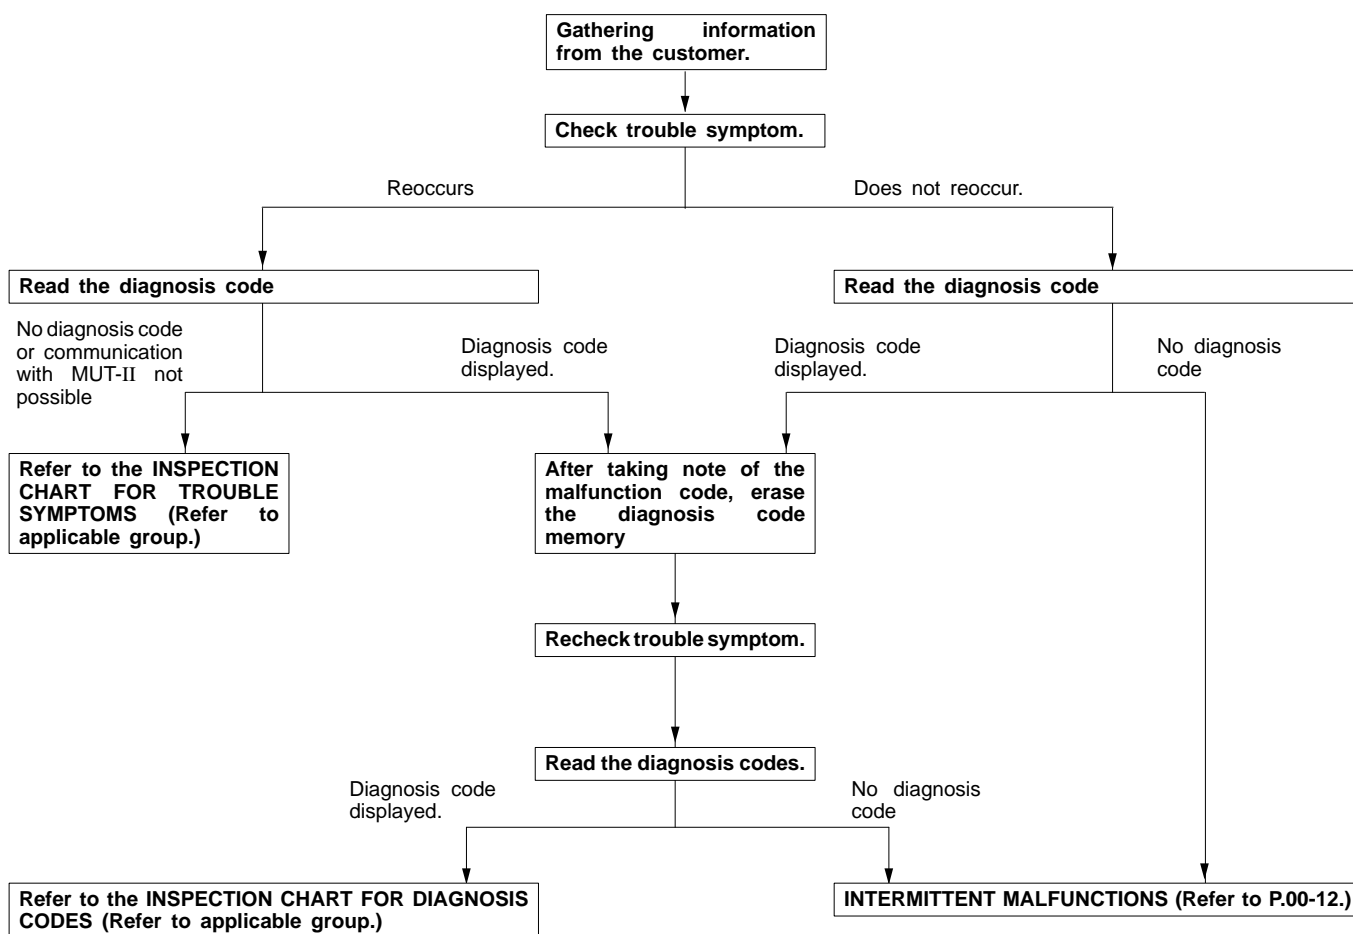 Gathering information
from the customer.
Check trouble symptom.
Reoccurs
Does not reoccur.
Read the diagnosis code
Read the diagnosis code
No diagnosis code
or communication
with MUT-II not
possible
Diagnosis code
displayed.
Diagnosis code
displayed.
No diagnosis
code
Refer to the INSPECTION
CHART FOR TROUBLE
SYMPTOMS (Refer to
applicable group.)
After taking note of the
malfunction code, erase
the diagnosis code
memory
Recheck trouble symptom.
Read the diagnosis codes.
Diagnosis code
displayed.
No diagnosis
code
Refer to the INSPECTION CHART FOR DIAGNOSIS
CODES (Refer to applicable group.)
INTERMITTENT MALFUNCTIONS (Refer to P.00-12.)